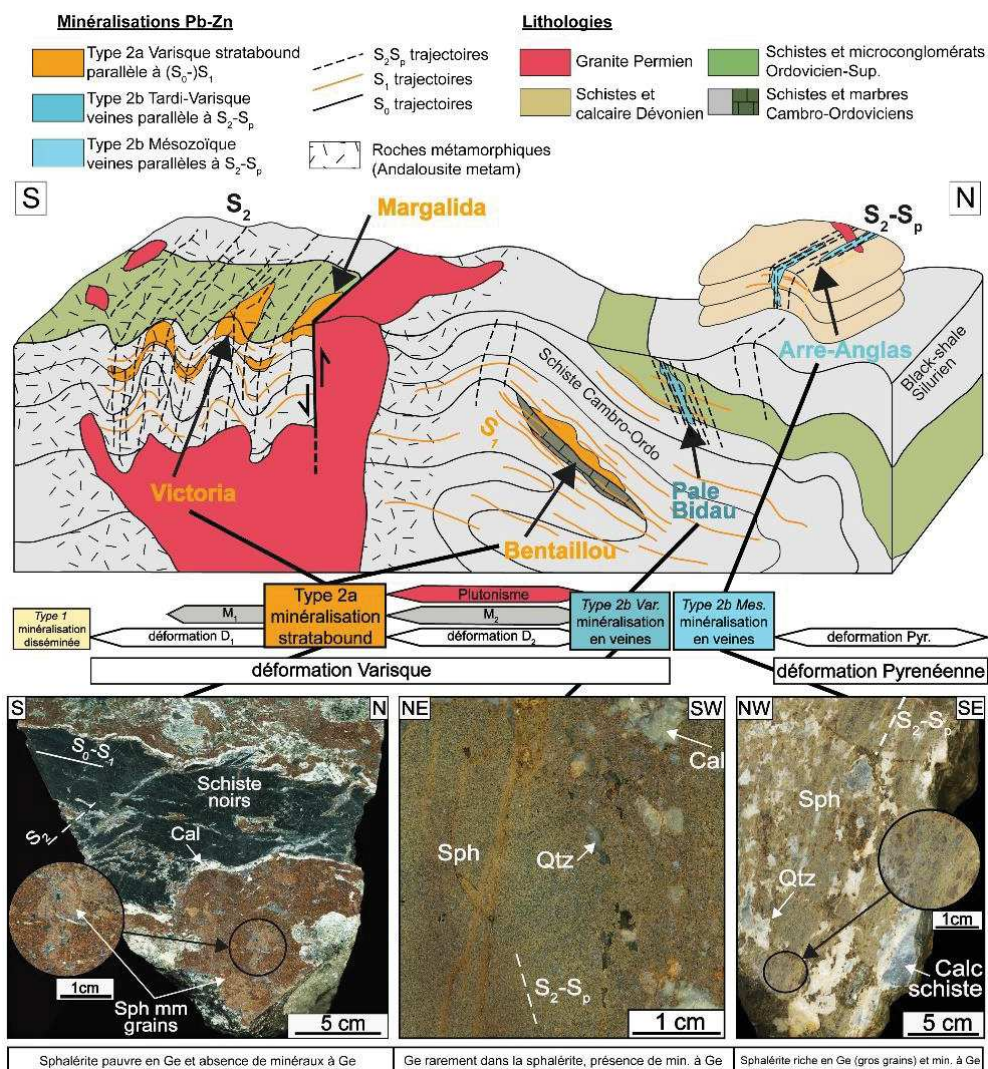 Minéralisations Pb-Zn
Type 2a Varisque stratabound
parallèle à (S0-)S1
Type 2b Tardi-Varisque
veines parallèle à S2-Sp
Type 2b Mésozoïque
veines parallèles à S2-Sp
S2Sp trajectoires
S1 trajectoires
S0 trajectoires
Roches métamorphiques
(Andalousite metam)
Lithologies
Granite Permien
Schistes et
calcaire Dévonien
Schistes et microconglomérats
Ordovicien-Sup.
Schistes et marbres
Cambro-Ordoviciens
S
N
S2
Margalida
S2-Sp
Arre-Anglas
Black-shale
Silurien
Schiste Cambro-Ordo
S1
Victoria
Bentaillou
Pale
Bidau
Type 1
minéralisation
disséminée
M1
déformation D1
Type 2a
minéralisation
stratabound
Plutonisme
M2
déformation D2
Type 2b Var.
minéralisation
en veines
Type 2b Mes.
minéralisation
en veines
deformation Pyr.
déformation Varisque
déformation Pyrenéenne
S
N
S0-S1
Schiste
noirs
S2
Cal
1cm
Sph mm
grains
5 cm
NE
SW
Cal
Sph
Qtz
S2-Sp
1 cm
NW
SE
S2-Sp
Sph
Qtz
1cm
Calc
schiste
5 cm
Sphalérite pauvre en Ge et absence de minéraux à Ge
Ge rarement dans la sphalérite, présence de min. à Ge
Sphalérite riche en Ge (gros grains) et min. à Ge